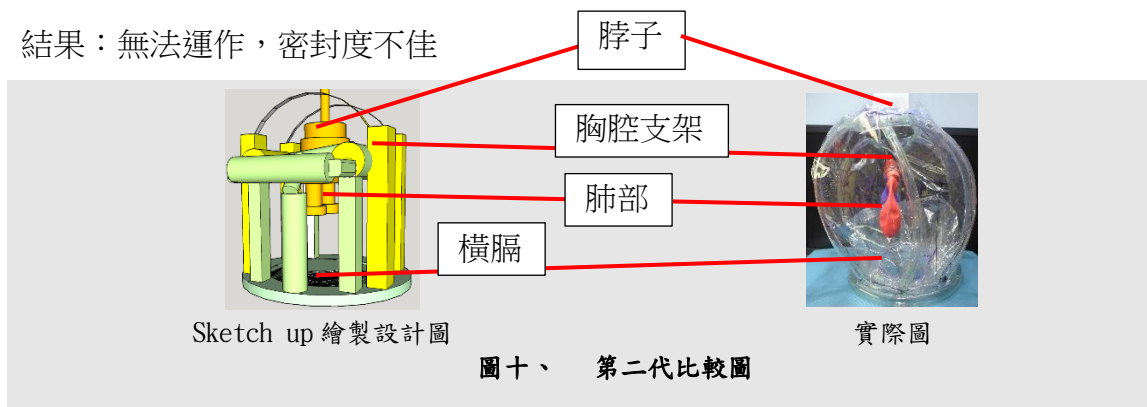 結果：無法運作，密封度不佳
脖子
胸腔支架
肺部
橫膈
Sketch up 繪製設計圖
實際圖
圖十、 第二代比較圖